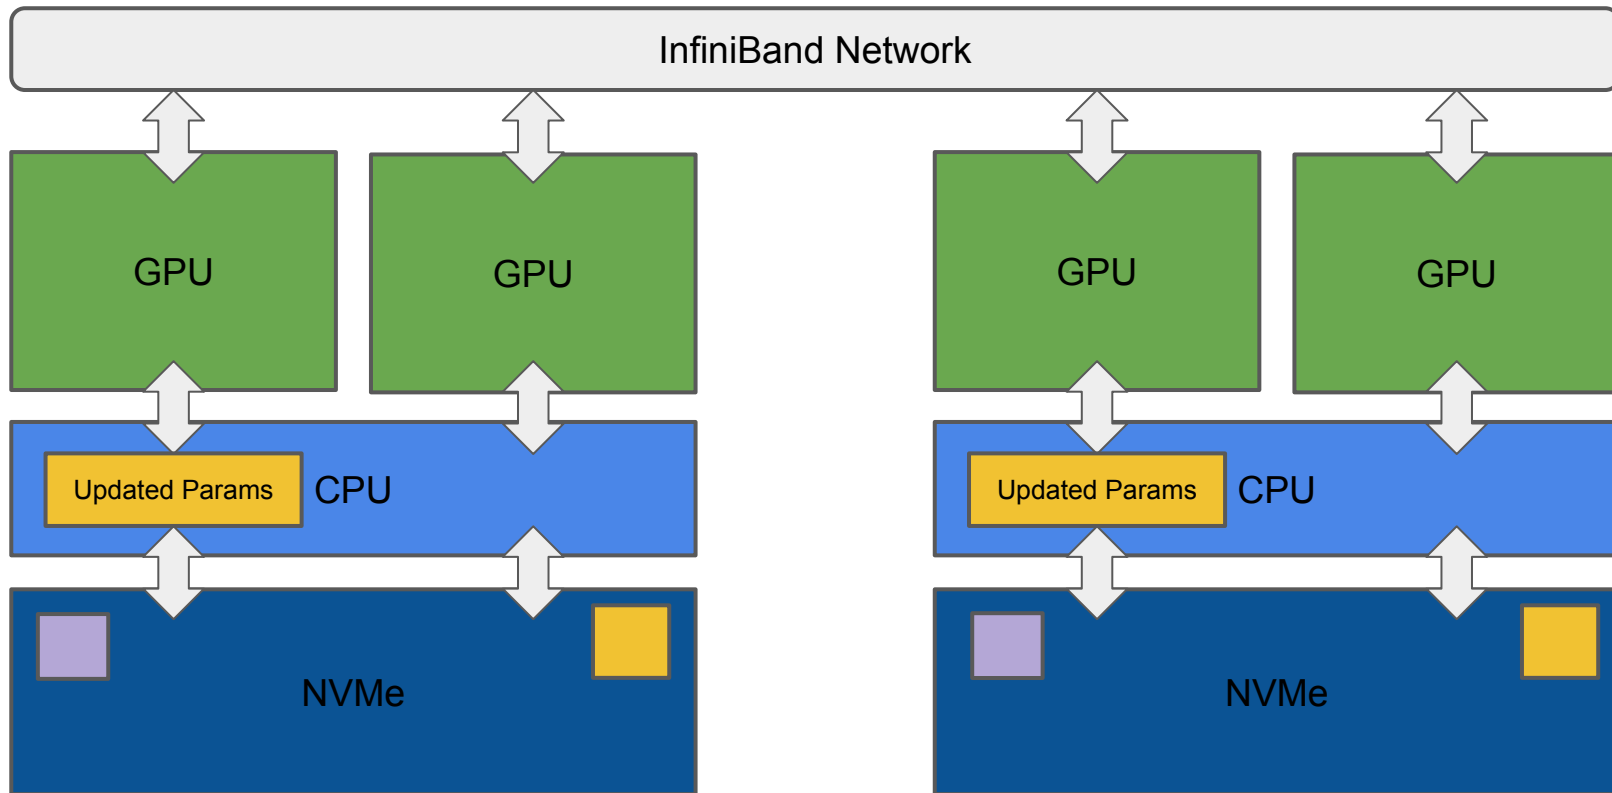 InfiniBand Network
GPU
GPU
GPU
GPU
Updated Params
CPU
Updated Params
CPU
NVMe
NVMe